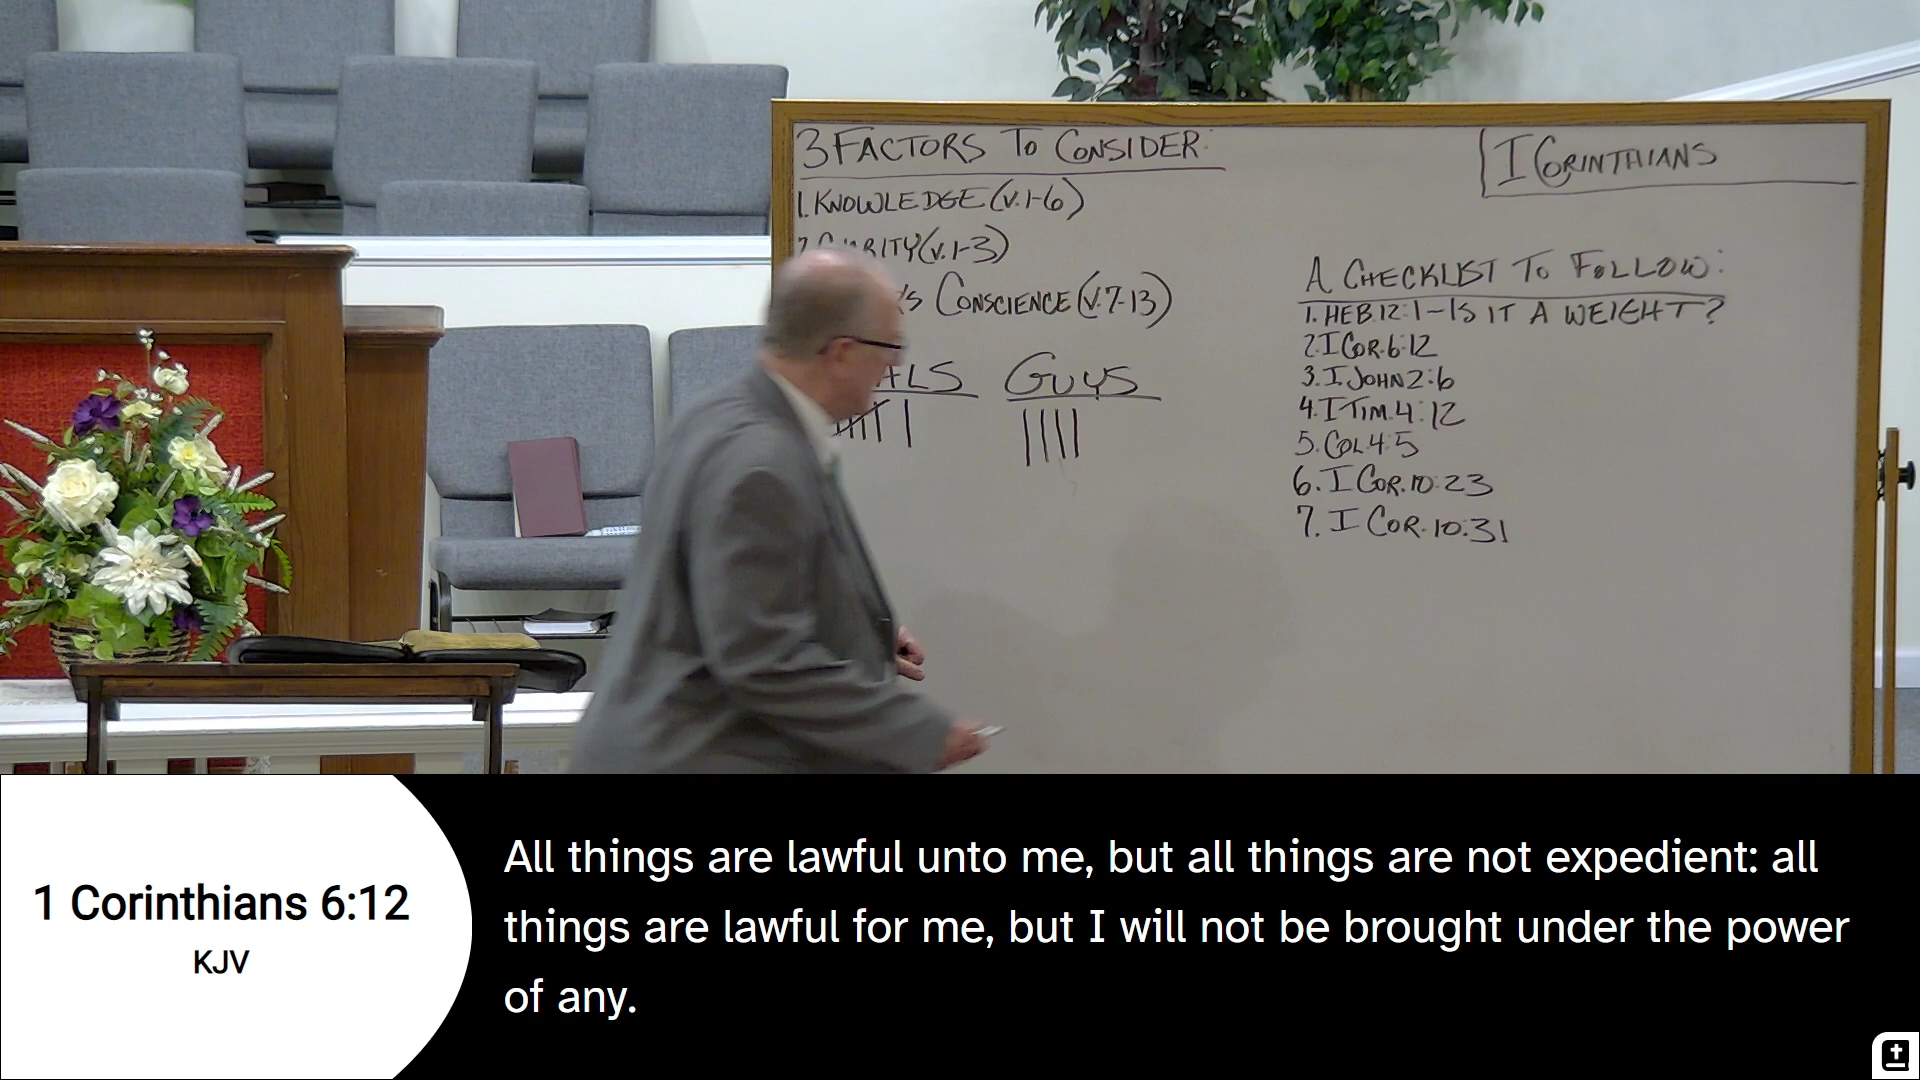 3 FACTORS TO CONSIDER:
1. KNOWLEDGE (V.1-6)
(V.1-3)
CONSCIENCE (V.7-13)
GUYS
I CORINTHIANS
A CHECKLIST TO FOLLOW:
1. HEB. 12:1 - IS IT A WEIGHT?
2. I COR. 6:12
3. I JOHN 2:6
4. I TIM. 4:12
5. COL. 4:5
6. I COR. 10:23
7. I COR. 10:31
1 Corinthians 6:12
KJV
All things are lawful unto me, but all things are not expedient: all
things are lawful for me, but I will not be brought under the power
of any.